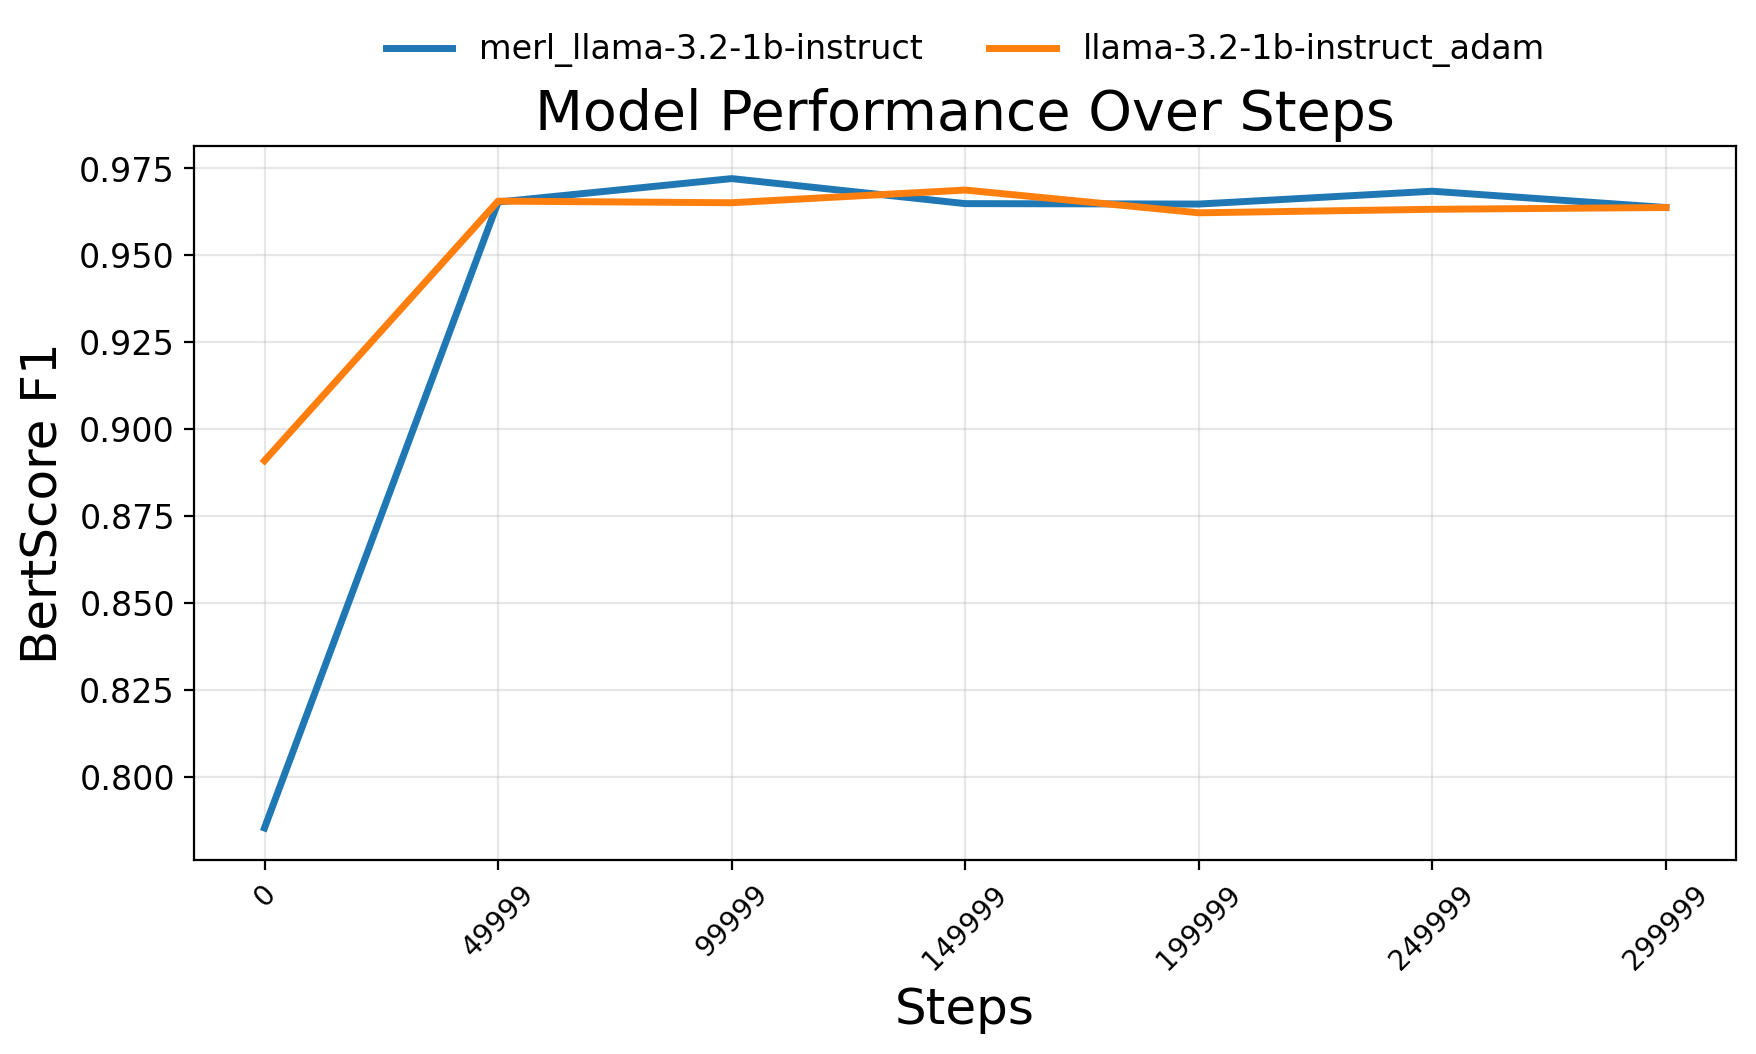 merl_llama-3.2-1b-instruct llama-3.2-1b-instruct_adam
Model Performance Over Steps
BertScore F1
0.975
0.950
0.925
0.900
0.875
0.850
0.825
0.800
0 49999 99999 149999 199999 249999 299999
Steps